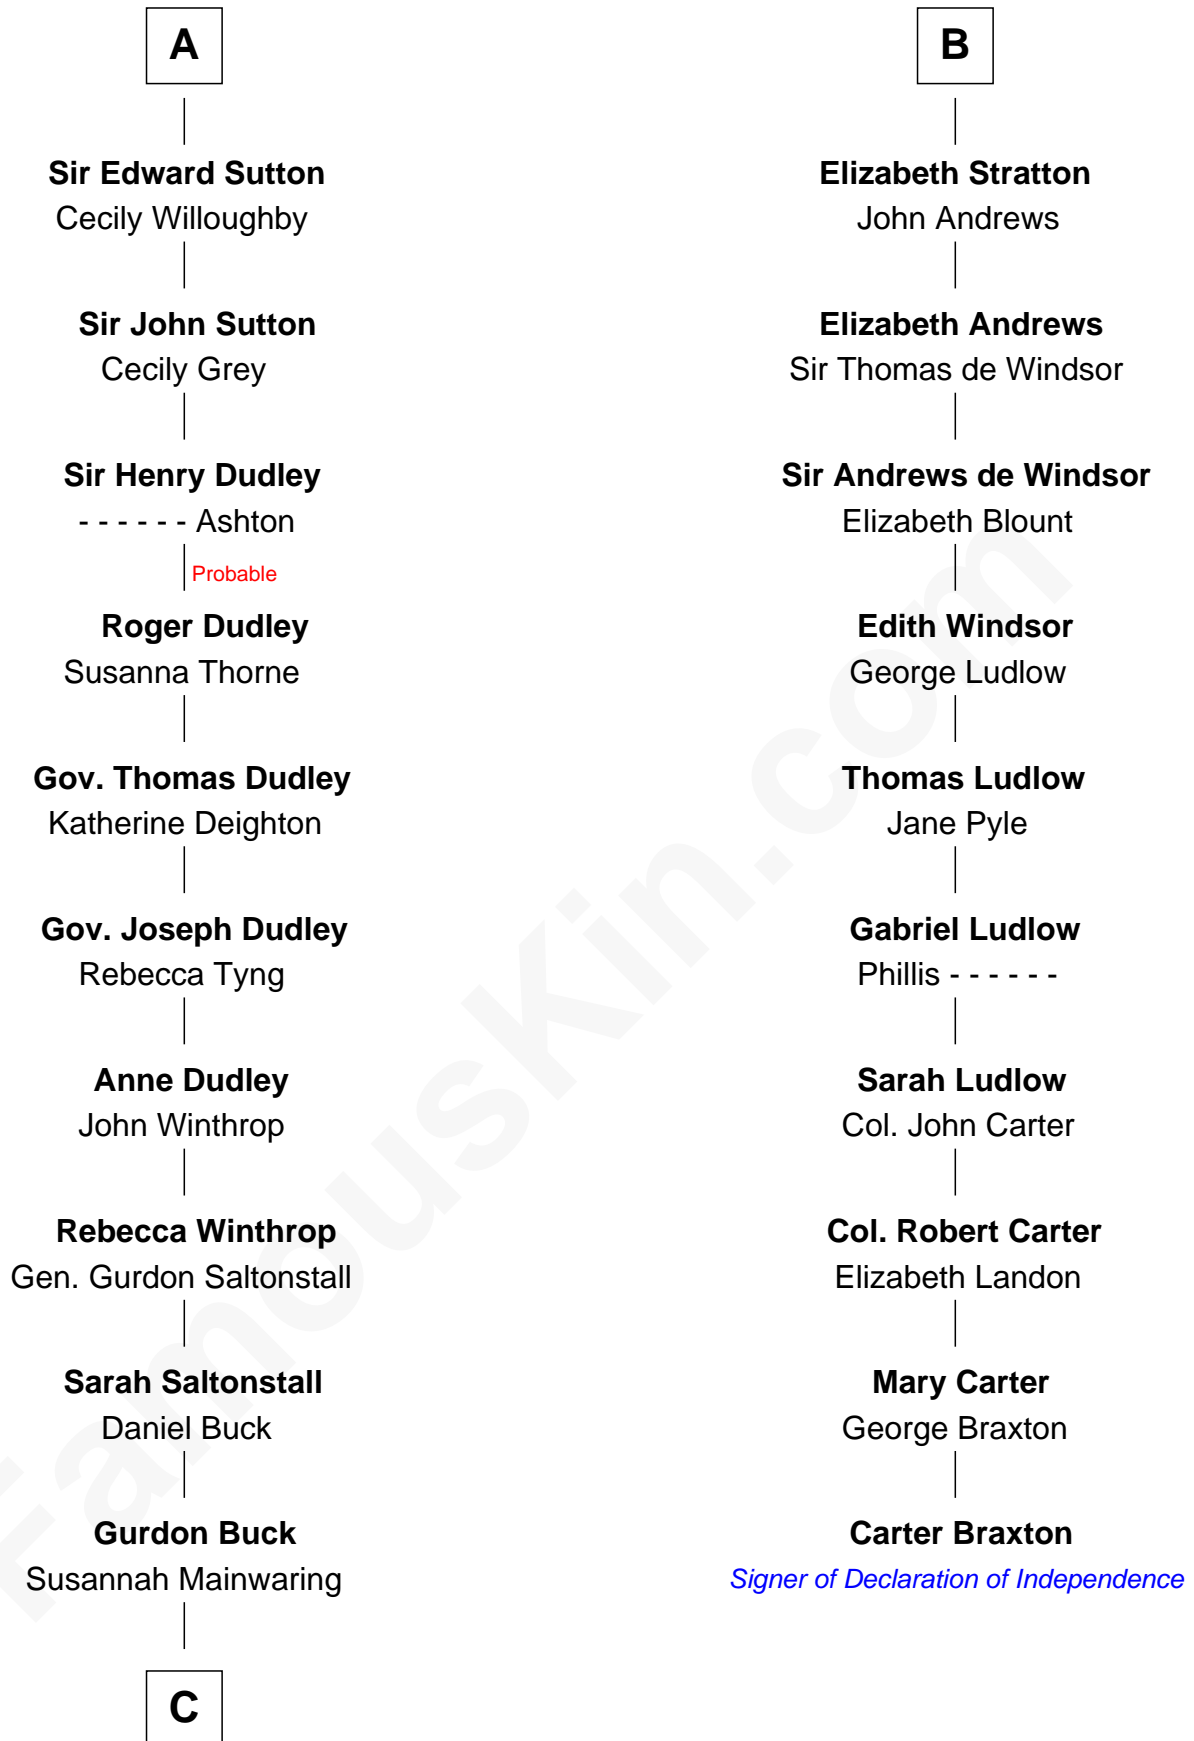 A
Sir Edward Sutton
Cecily Willoughby
Sir John Sutton
Cecily Grey
Sir Henry Dudley
- - - - - - Ashton
Probable
Roger Dudley
Susanna Thorne
Gov. Thomas Dudley
Katherine Deighton
Gov. Joseph Dudley
Rebecca Tyng
Anne Dudley
John Winthrop
Rebecca Winthrop
Gen. Gurdon Saltonstall
Sarah Saltonstall
Daniel Buck
Gurdon Buck
Susannah Mainwaring
C
B
Elizabeth Stratton
John Andrews
Elizabeth Andrews
Sir Thomas de Windsor
Sir Andrews de Windsor
Elizabeth Blount
Edith Windsor
George Ludlow
Thomas Ludlow
Jane Pyle
Gabriel Ludlow
Phillis - - - - - -
Sarah Ludlow
Col. John Carter
Col. Robert Carter
Elizabeth Landon
Mary Carter
George Braxton
Carter Braxton
Signer of Declaration of Independence
FamousKin.com